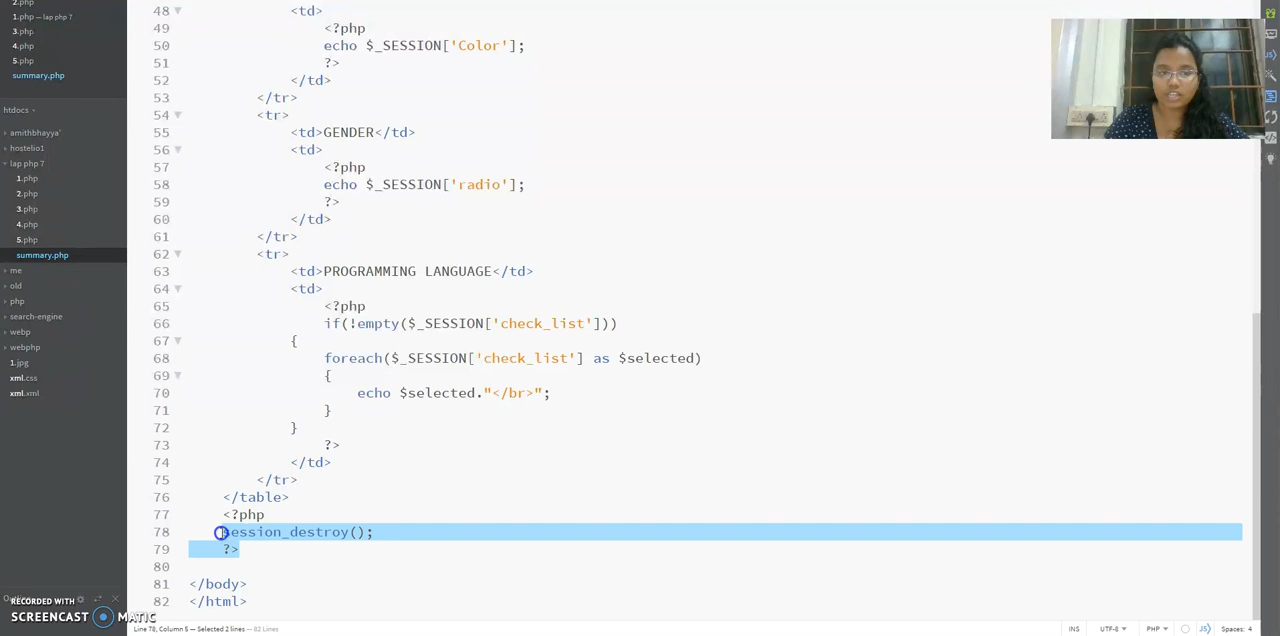 2.php
1.php — lap php 7
3.php
4.php
5.php
summary.php
htdocs
amithbhayya'
hostelio1
lap php 7
1.php
2.php
3.php
4.php
5.php
summary.php
me
old
php
search-engine
webp
webphp
1.jpg
xml.css
xml.xml
48 <td>
49 <?php
50 echo $_SESSION['Color'];
51 ?>
52 </td>
53 </tr>
54 <tr>
55 <td>GENDER</td>
56 <td>
57 <?php
58 echo $_SESSION['radio'];
59 ?>
60 </td>
61 </tr>
62 <tr>
63 <td>PROGRAMMING LANGUAGE</td>
64 <td>
65 <?php
66 if(!empty($_SESSION['check_list']))
67 {
68 foreach($_SESSION['check_list'] as $selected)
69 {
70 echo $selected."</br>";
71 }
72 }
73 ?>
74 </td>
75 </tr>
76 </table>
77 <?php
78 session_destroy();
79 ?>
80
81 </body>
82 </html>
RECORDED WITH
SCREENCAST MATIC
Line 78, Column 5 — Selected 2 lines — 82 Lines
INS
UTF-8
PHP
JS
Spaces: 4